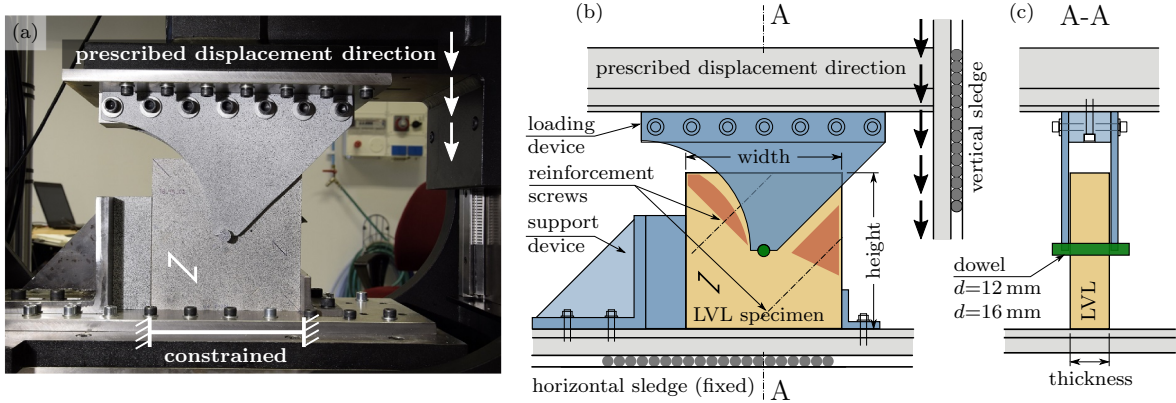 (a)
prescribed displacement direction
constrained
(b)
A
prescribed displacement direction
vertical sledge
loading
device
width
reinforcement
screws
support
device
height
LVL specimen
horizontal sledge (fixed)
A
(c)
A-A
dowel
d=12 mm
d=16 mm
LVL
thickness